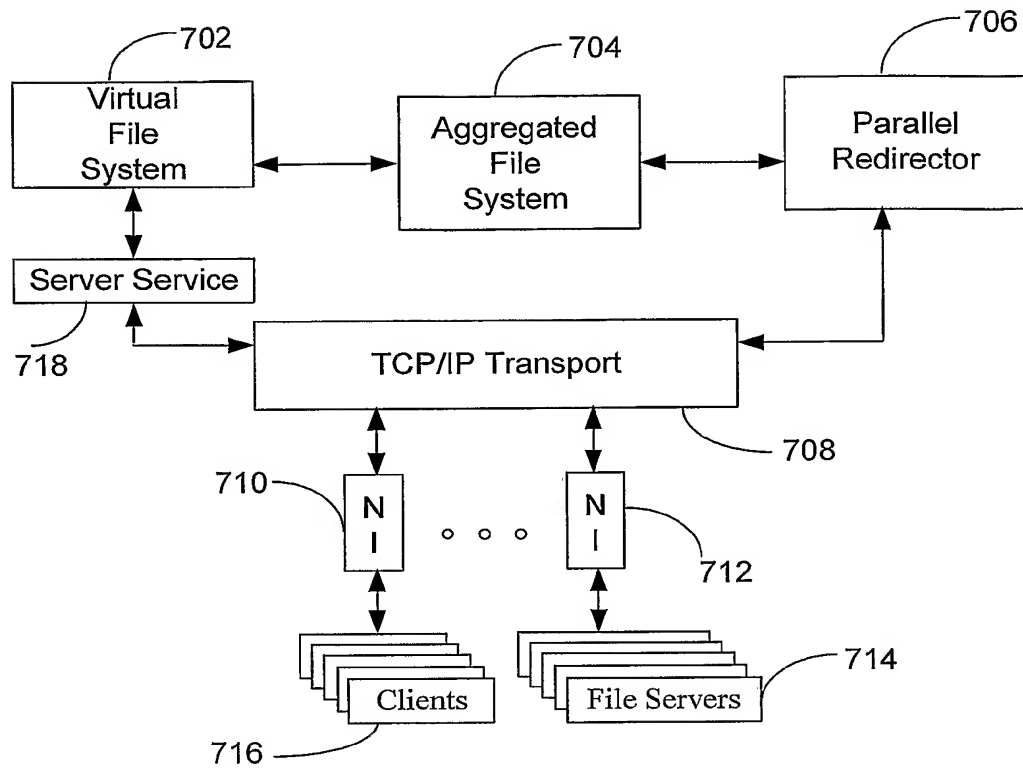 702
704
706
Virtual
File
System
Aggregated
File
System
Parallel
Redirector
Server Service
718
TCP/IP Transport
708
710
N
I
N
I
712
Clients
File Servers
714
716